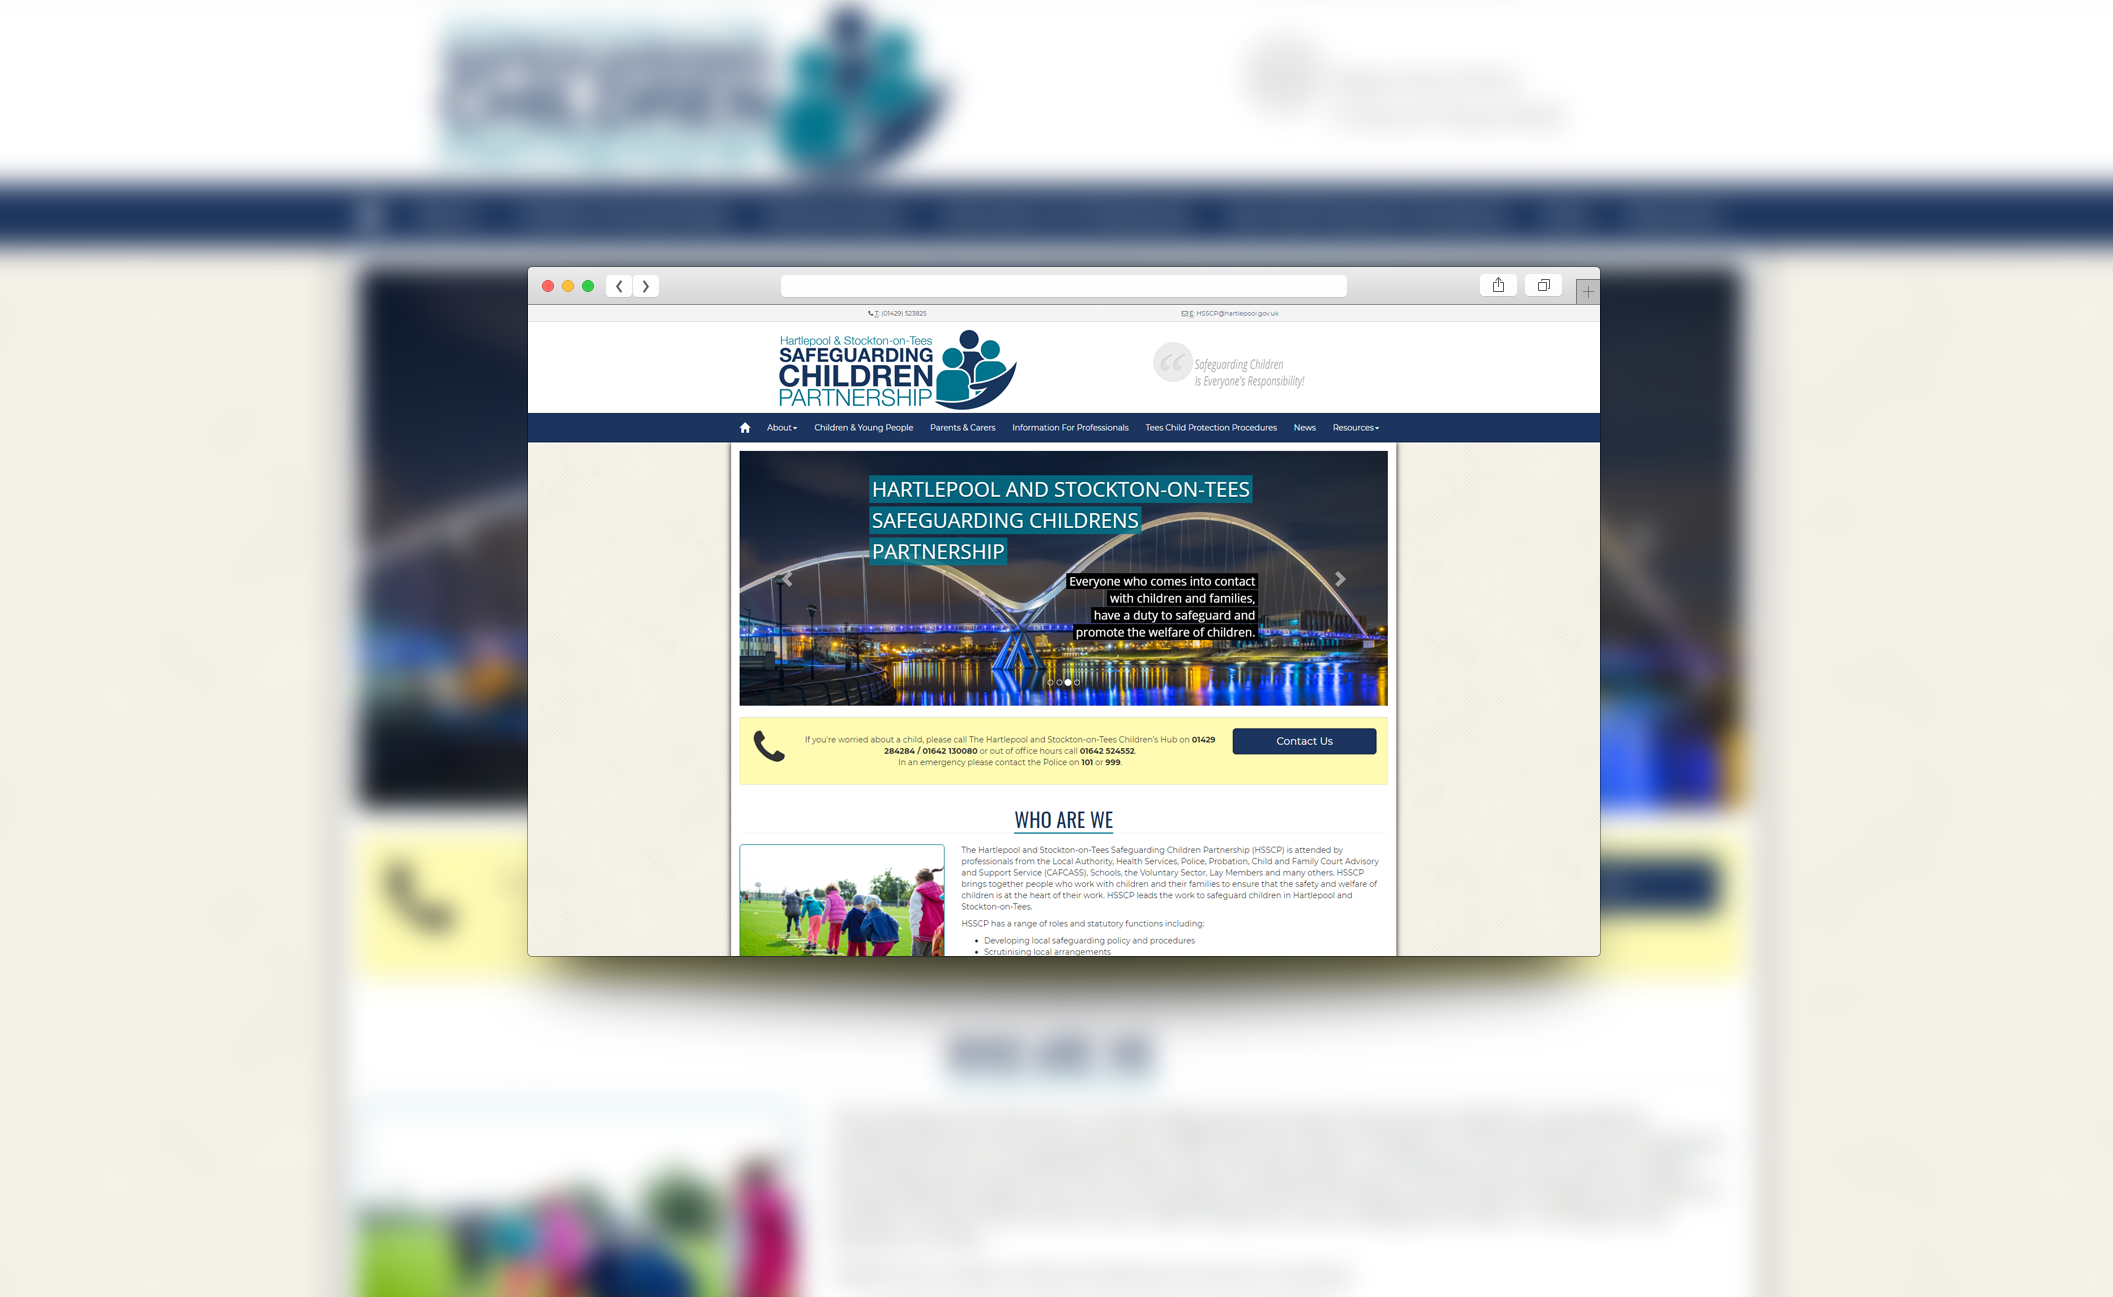 T: (01429) 523825
E: HSSCP@hartlepool.gov.uk
Hartlepool & Stockton-on-Tees
SAFEGUARDING
CHILDREN
PARTNERSHIP
Safeguarding Children
Is Everyone's Responsibility!
About
Children & Young People
Parents & Carers
Information For Professionals
Tees Child Protection Procedures
News
Resources
HARTLEPOOL AND STOCKTON-ON-TEES
SAFEGUARDING CHILDRENS
PARTNERSHIP
Everyone who comes into contact
with children and families,
have a duty to safeguard and
promote the welfare of children.
If you're worried about a child, please call The Hartlepool and Stockton-on-Tees Children's Hub on 01429
284284 / 01642 130080 or out of office hours call 01642 524552.
In an emergency please contact the Police on 101 or 999.
Contact Us
WHO ARE WE
The Hartlepool and Stockton-on-Tees Safeguarding Children Partnership (HSSCP) is attended by
professionals from the Local Authority, Health Services, Police, Probation, Child and Family Court Advisory
and Support Service (CAFCASS), Schools, the Voluntary Sector, Lay Members and many others. HSSCP
brings together people who work with children and their families to ensure that the safety and welfare of
children is at the heart of their work. HSSCP leads the work to safeguard children in Hartlepool and
Stockton-on-Tees.
HSSCP has a range of roles and statutory functions including:
• Developing local safeguarding policy and procedures
• Scrutinising local arrangements
CHILDREN